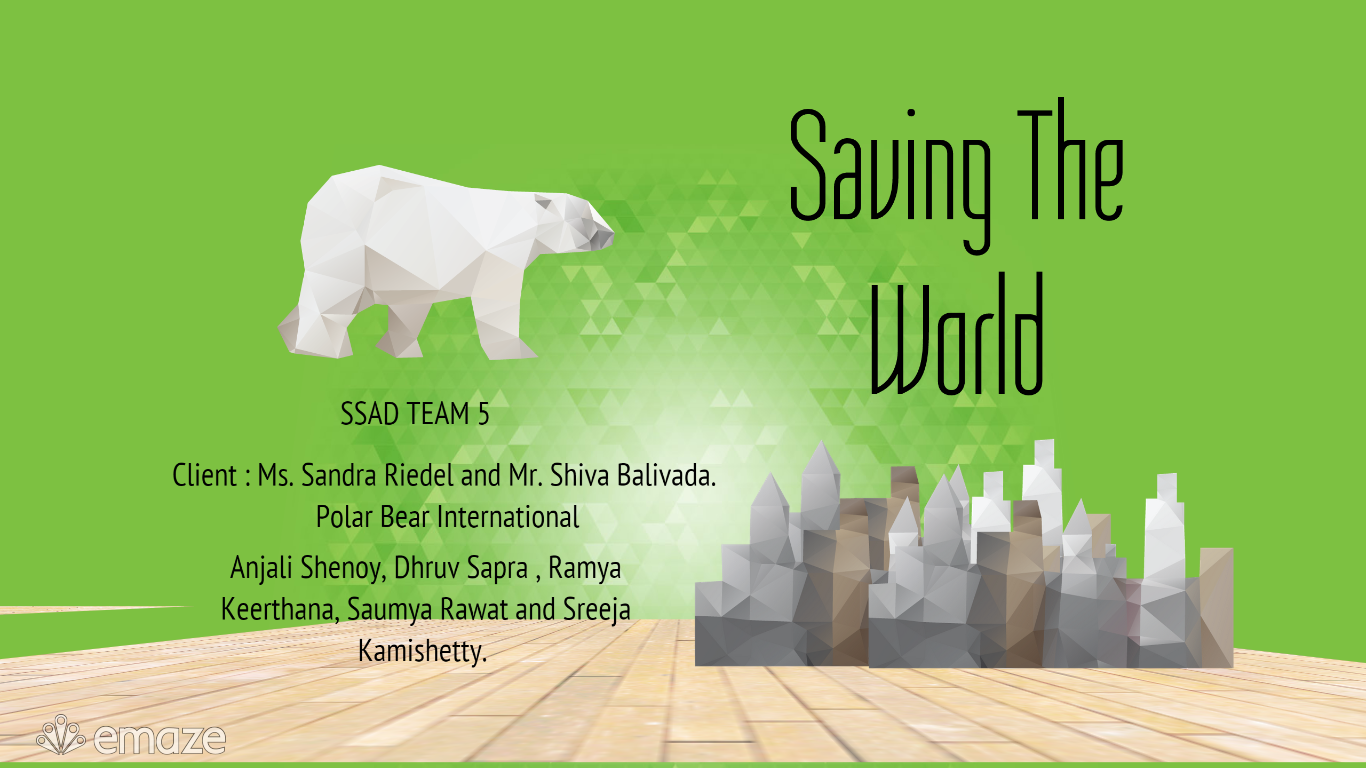 Saving The
World
SSAD TEAM 5
Client : Ms. Sandra Riedel and Mr. Shiva Balivada.
Polar Bear International
Anjali Shenoy, Dhruv Sapra , Ramya
Keerthana, Saumya Rawat and Sreeja
Kamishetty.
emaze